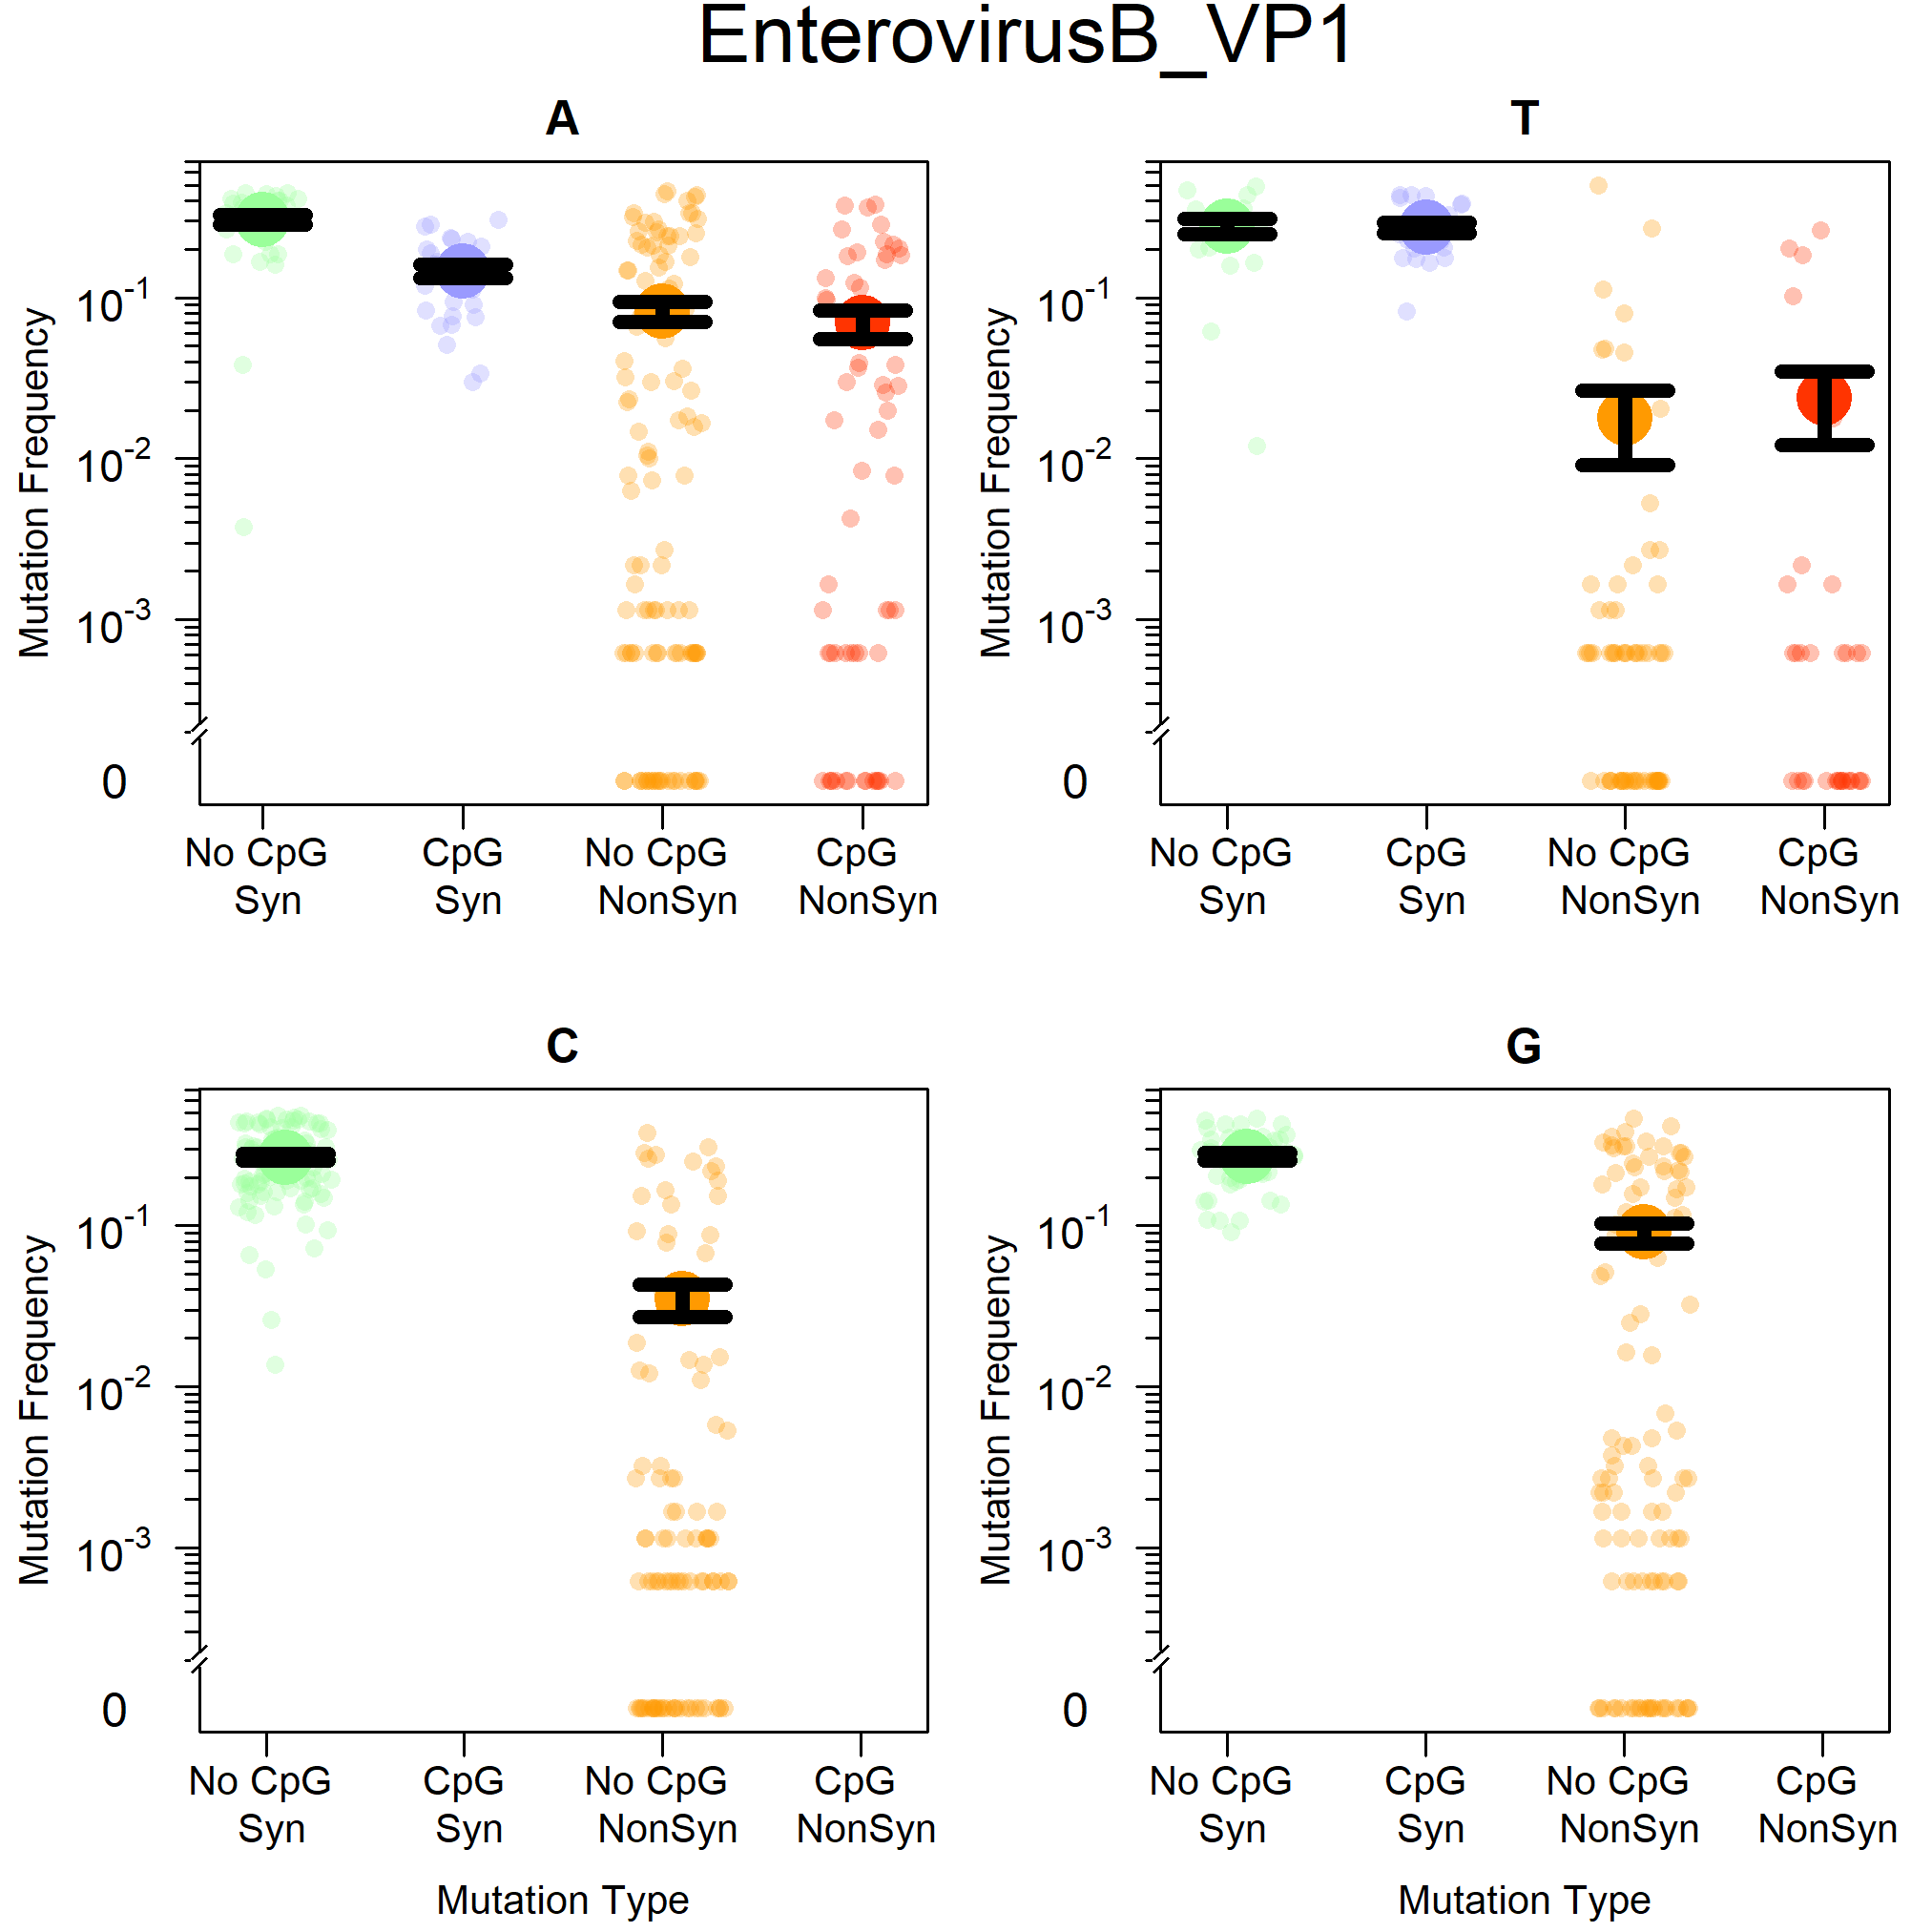 EnterovirusB_VP1
A
Mutation Frequency
10-1
10-2
10-3
0
No CpG CpG No CpG CpG
Syn Syn NonSyn NonSyn
T
Mutation Frequency
10-1
10-2
10-3
0
No CpG CpG No CpG CpG
Syn Syn NonSyn NonSyn
C
Mutation Frequency
10-1
10-2
10-3
0
No CpG CpG No CpG CpG
Syn Syn NonSyn NonSyn
Mutation Type
G
Mutation Frequency
10-1
10-2
10-3
0
No CpG CpG No CpG CpG
Syn Syn NonSyn NonSyn
Mutation Type